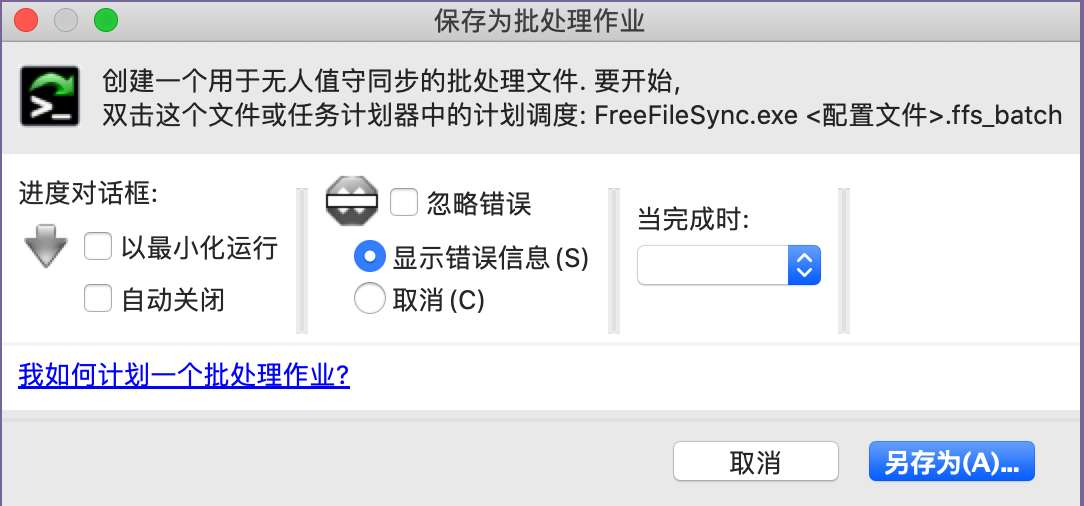 保存为批处理作业
创建一个用于无人值守同步的批处理文件. 要开始,
双击这个文件或任务计划器中的计划调度: FreeFileSync.exe <配置文件>.ffs_batch
进度对话框:
以最小化运行
自动关闭
忽略错误
显示错误信息(S)
取消(C)
当完成时:
我如何计划一个批处理作业?
取消
另存为(A)...